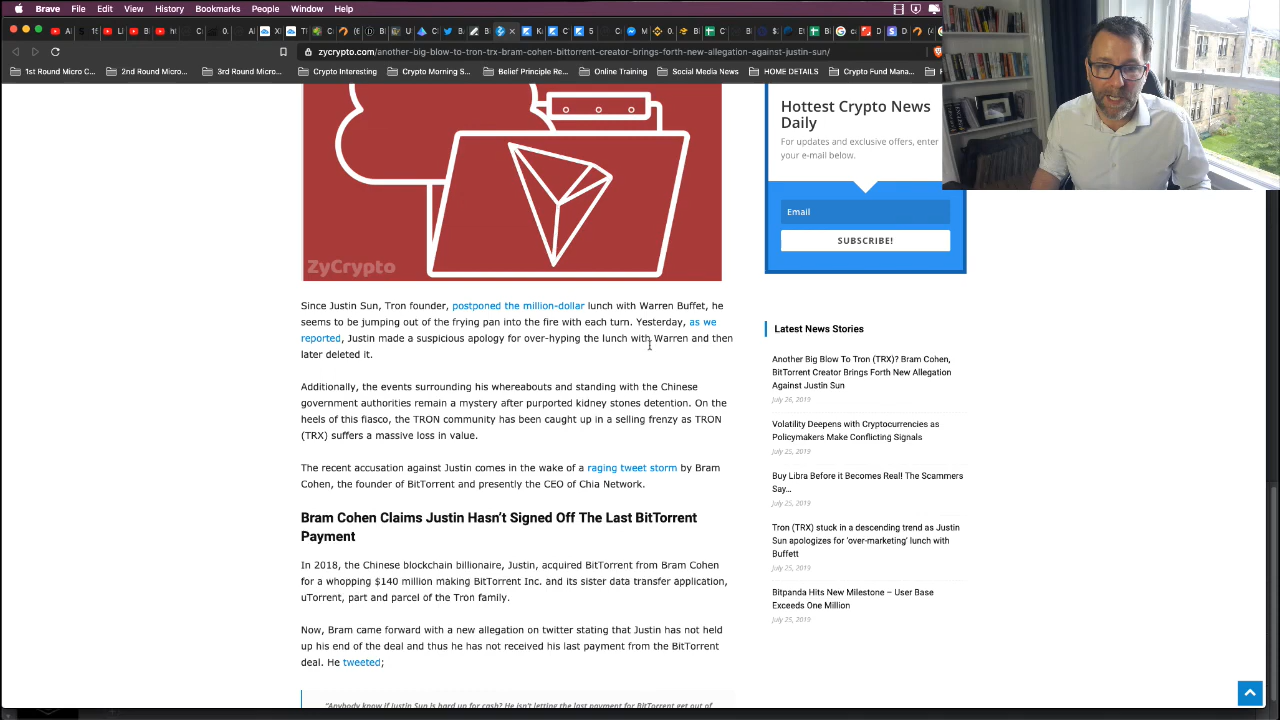 Brave File Edit View History Bookmarks People Window Help
zycrypto.com/another-big-blow-to-tron-trx-bram-cohen-bittorrent-creator-brings-forth-new-allegation-against-justin-sun/
1st Round Micro C... 2nd Round Micro... 3rd Round Micro... Crypto Interesting Crypto Morning S... Belief Principle Re... Online Training Social Media News HOME DETAILS Crypto Fund Mana...
ZyCrypto
Since Justin Sun, Tron founder, postponed the million-dollar lunch with Warren Buffet, he
seems to be jumping out of the frying pan into the fire with each turn. Yesterday, as we
reported, Justin made a suspicious apology for over-hyping the lunch with Warren and then
later deleted it.
Additionally, the events surrounding his whereabouts and standing with the Chinese
government authorities remain a mystery after purported kidney stones detention. On the
heels of this fiasco, the TRON community has been caught up in a selling frenzy as TRON
(TRX) suffers a massive loss in value.
The recent accusation against Justin comes in the wake of a raging tweet storm by Bram
Cohen, the founder of BitTorrent and presently the CEO of Chia Network.
Bram Cohen Claims Justin Hasn't Signed Off The Last BitTorrent
Payment
In 2018, the Chinese blockchain billionaire, Justin, acquired BitTorrent from Bram Cohen
for a whopping $140 million making BitTorrent Inc. and its sister data transfer application,
uTorrent, part and parcel of the Tron family.
Now, Bram came forward with a new allegation on twitter stating that Justin has not held
up his end of the deal and thus he has not received his last payment from the BitTorrent
deal. He tweeted;
"Anybody know if Justin Sun is hard up for cash? He isn't letting the last payment for BitTorrent get out of
Hottest Crypto News
Daily
For updates and exclusive offers, enter
your e-mail below.
Email
SUBSCRIBE!
Latest News Stories
Another Big Blow To Tron (TRX)? Bram Cohen,
BitTorrent Creator Brings Forth New Allegation
Against Justin Sun
July 26, 2019
Volatility Deepens with Cryptocurrencies as
Policymakers Make Conflicting Signals
July 25, 2019
Buy Libra Before it Becomes Real! The Scammers
Say...
July 25, 2019
Tron (TRX) stuck in a descending trend as Justin
Sun apologizes for 'over-marketing' lunch with
Buffett
July 25, 2019
Bitpanda Hits New Milestone – User Base
Exceeds One Million
July 25, 2019